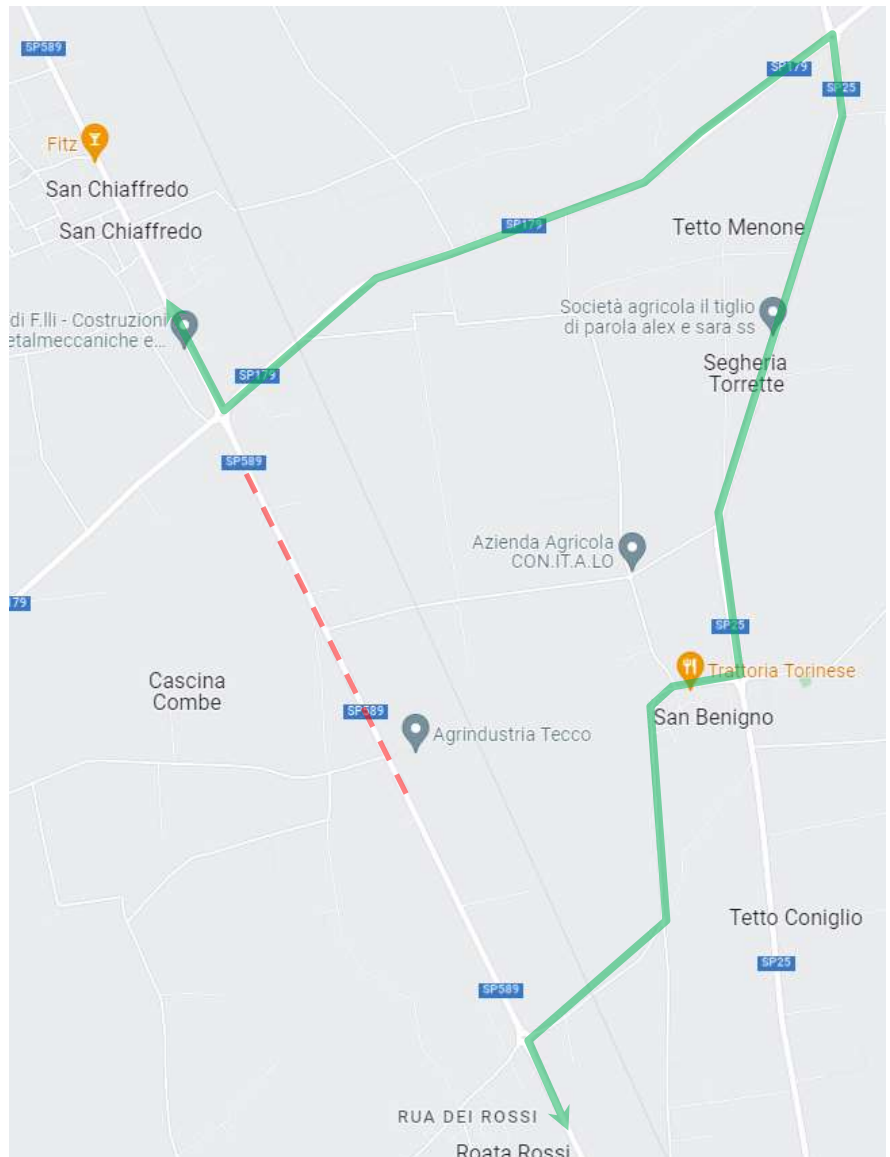 SP589
Fitz
San Chiaffredo
San Chiaffredo
SP179
SP25
SP179
Tetto Menone
di F.lli - Costruzioni
etalmeccaniche e...
Società agricola il tiglio
di parola alex e sara ss
SP179
Segheria
Torrette
SP589
Azienda Agricola
CON.IT.A.LO
79
SP25
Trattoria Torinese
Cascina
Combe
SP589
San Benigno
Agrindustria Tecco
Tetto Coniglio
SP25
SP589
RUA DEI ROSSI
Roata Rossi